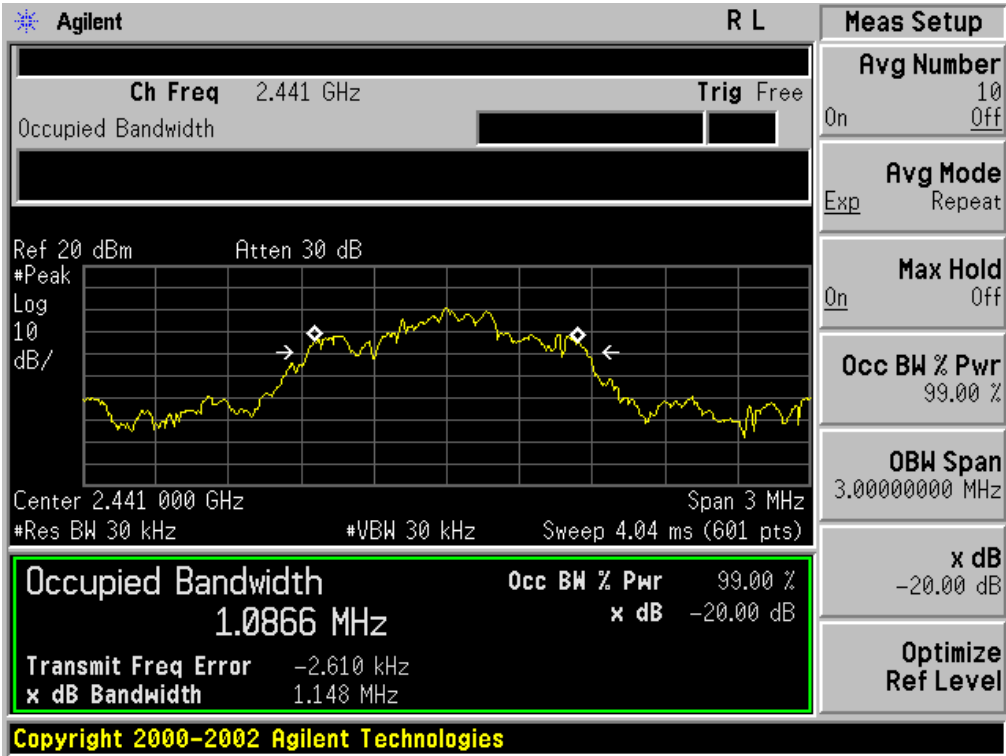 Agilent R L
Meas Setup
Ch Freq 2.441 GHz Trig Free
Occupied Bandwidth
Ref 20 dBm Atten 30 dB
#Peak
Log
10
dB/
Center 2.441 000 GHz Span 3 MHz
#Res BW 30 kHz #VBW 30 kHz Sweep 4.04 ms (601 pts)
Occupied Bandwidth Occ BW % Pwr 99.00 %
1.0866 MHz x dB -20.00 dB
Transmit Freq Error -2.610 kHz
x dB Bandwidth 1.148 MHz
Copyright 2000-2002 Agilent Technologies
Avg Number
10
On Off
Avg Mode
Exp Repeat
Max Hold
On Off
Occ BW % Pwr
99.00 %
OBW Span
3.00000000 MHz
x dB
-20.00 dB
Optimize
Ref Level